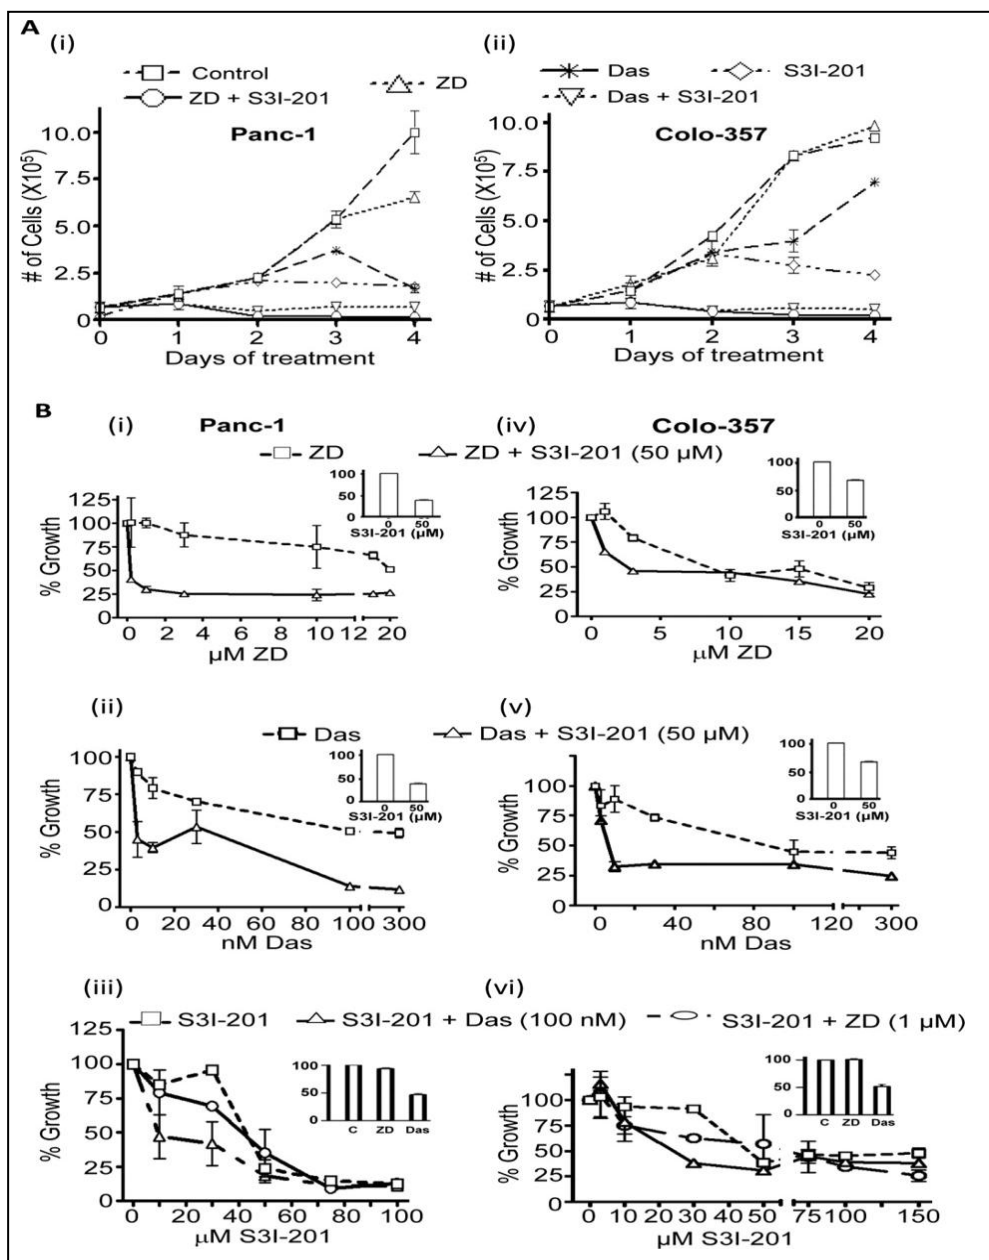 A
(i)
(ii)
Control
ZD
ZD + S3I-201
Das
S3I-201
Das + S3I-201
Panc-1
Colo-357
# of Cells (X10⁵)
10.0
7.5
5.0
2.5
0
0 1 2 3 4
Days of treatment
# of Cells (X10⁵)
10.0
7.5
5.0
2.5
0
0 1 2 3 4
Days of treatment
B
(i)
Panc-1
(iv)
Colo-357
ZD
ZD + S3I-201 (50 µM)
% Growth
125
100
75
50
25
0
0 2 4 6 8 10 12 20
µM ZD
100
50
0
0 50
S3I-201 (µM)
% Growth
125
100
75
50
25
0
0 5 10 15 20
µM ZD
100
50
0
0 50
S3I-201 (µM)
(ii)
(v)
Das
Das + S3I-201 (50 µM)
% Growth
100
75
50
25
0
0 20 40 60 80 100 300
nM Das
100
50
0
0 50
S3I-201 (µM)
% Growth
100
75
50
25
0
0 40 80 120 300
nM Das
100
50
0
0 50
S3I-201 (µM)
(iii)
(vi)
S3I-201
S3I-201 + Das (100 nM)
S3I-201 + ZD (1 µM)
% Growth
125
100
75
50
25
0
0 20 40 60 80 100
µM S3I-201
100
50
0
C ZD Das
% Growth
125
100
75
50
25
0
0 10 20 30 40 50 75 100 150
µM S3I-201
100
50
0
C ZD Das